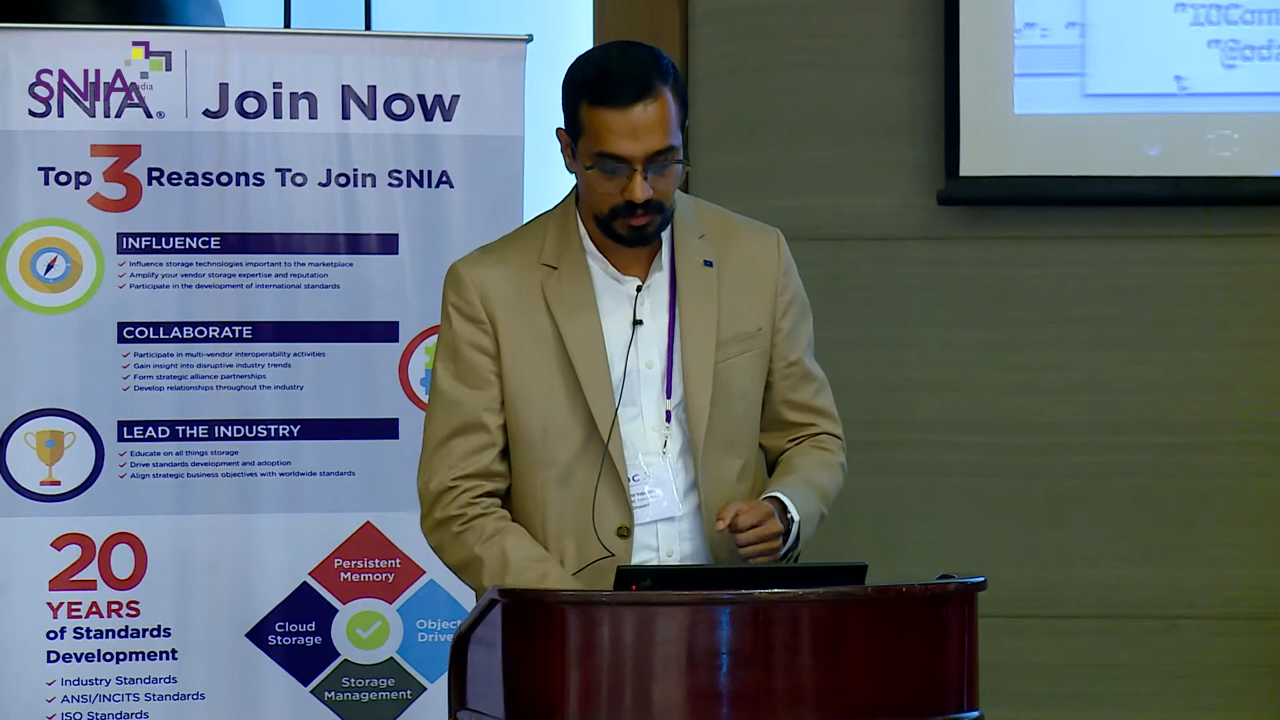 SNIA
India
SNIA®
Join Now
Top 3 Reasons To Join SNIA
INFLUENCE
✓ Influence storage technologies important to the marketplace
✓ Amplify your vendor storage expertise and reputation
✓ Participate in the development of international standards
COLLABORATE
✓ Participate in multi-vendor interoperability activities
✓ Gain insight into disruptive industry trends
✓ Form strategic alliance partnerships
✓ Develop relationships throughout the industry
LEAD THE INDUSTRY
✓ Educate on all things storage
✓ Drive standards development and adoption
✓ Align strategic business objectives with worldwide standards
20
YEARS
of Standards
Development
✓ Industry Standards
✓ ANSI/INCITS Standards
✓ ISO Standards
Persistent
Memory
Cloud
Storage
Object
Drive
Storage
Management